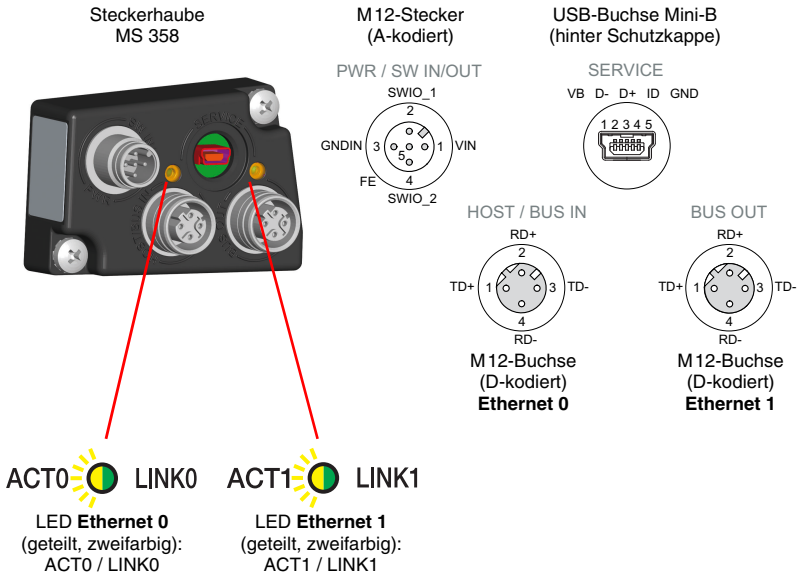 Steckerhaube
MS 358
M12-Stecker
(A-kodiert)
USB-Buchse Mini-B
(hinter Schutzkappe)
PWR / SW IN/OUT
SWIO_1
2
GNDIN 3 5 1 VIN
FE 4
SWIO_2
SERVICE
VB D- D+ ID GND
1 2 3 4 5
SERVICE
HOST / BUS IN
RD+
2
TD+ 1 3 TD-
4
RD-
M12-Buchse
(D-kodiert)
Ethernet 0
BUS OUT
RD+
2
TD+ 1 3 TD-
4
RD-
M12-Buchse
(D-kodiert)
Ethernet 1
ACT0 LINK0
LED Ethernet 0
(geteilt, zweifarbig):
ACT0 / LINK0
ACT1 LINK1
LED Ethernet 1
(geteilt, zweifarbig):
ACT1 / LINK1